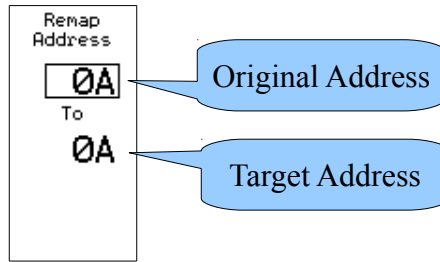 Remap
Address
0A
Original Address
To
0A
Target Address